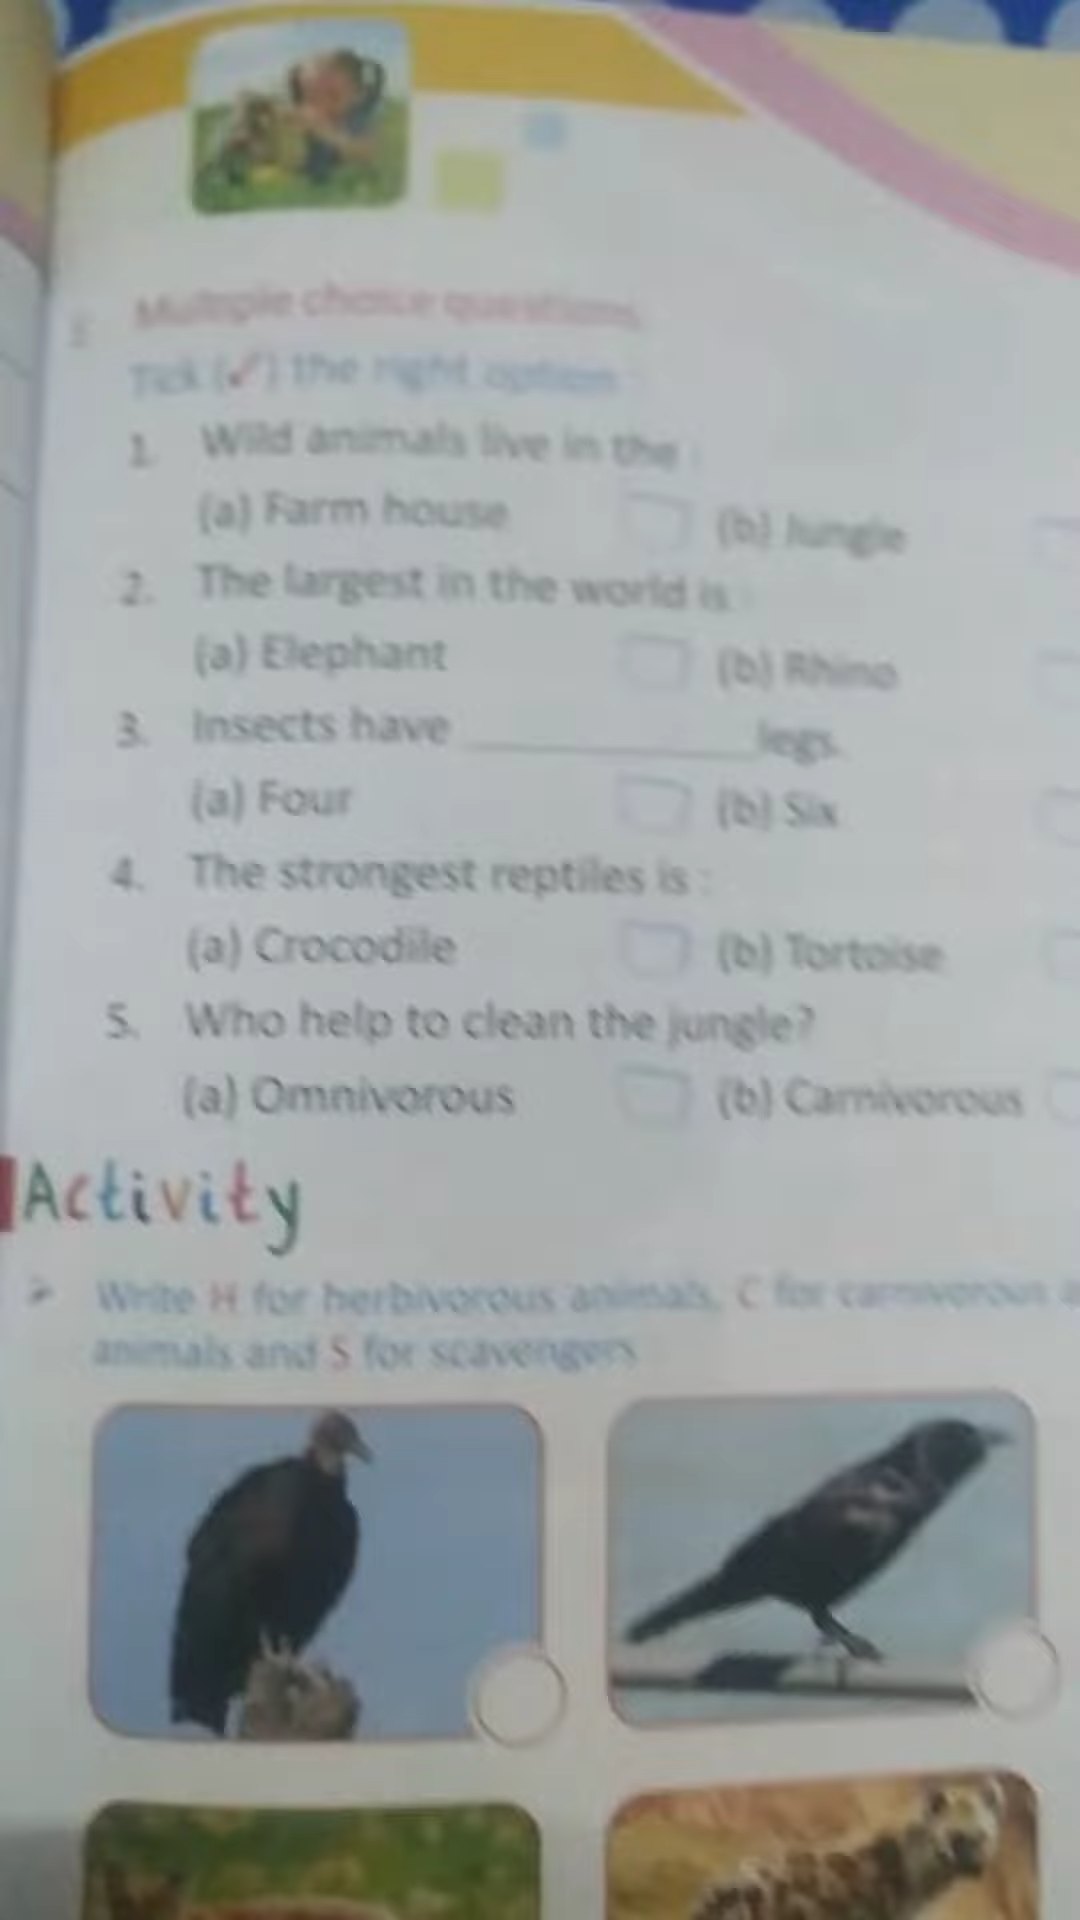 Multiple choice questions.
Tick (✓) the right option :
1. Wild animals live in the :
(a) Farm house (b) Jungle
2. The largest in the world is :
(a) Elephant (b) Rhino
3. Insects have __________ legs.
(a) Four (b) Six
4. The strongest reptiles is :
(a) Crocodile (b) Tortoise
5. Who help to clean the jungle?
(a) Omnivorous (b) Carnivorous
Activity
Write H for herbivorous animals, C for carnivorous
animals and S for scavengers